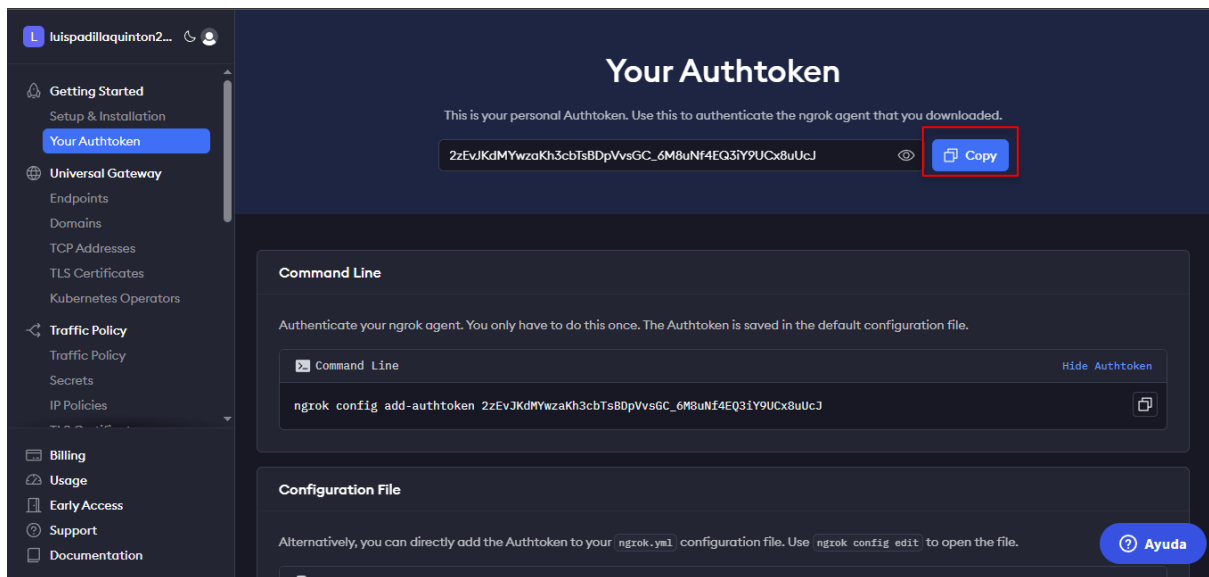 L luispadillaquinton2...
Getting Started
Setup & Installation
Your Authtoken
Universal Gateway
Endpoints
Domains
TCP Addresses
TLS Certificates
Kubernetes Operators
Traffic Policy
Traffic Policy
Secrets
IP Policies
Billing
Usage
Early Access
Support
Documentation
Your Authtoken
This is your personal Authtoken. Use this to authenticate the ngrok agent that you downloaded.
2zEvJKdMYwzaKh3cbTsBDpVvsGC_6M8uNf4EQ3iY9UCx8uUcJ
Copy
Command Line
Authenticate your ngrok agent. You only have to do this once. The Authtoken is saved in the default configuration file.
Command Line
Hide Authtoken
ngrok config add-authtoken 2zEvJKdMYwzaKh3cbTsBDpVvsGC_6M8uNf4EQ3iY9UCx8uUcJ
Configuration File
Alternatively, you can directly add the Authtoken to your ngrok.yml configuration file. Use ngrok config edit to open the file.
Ayuda